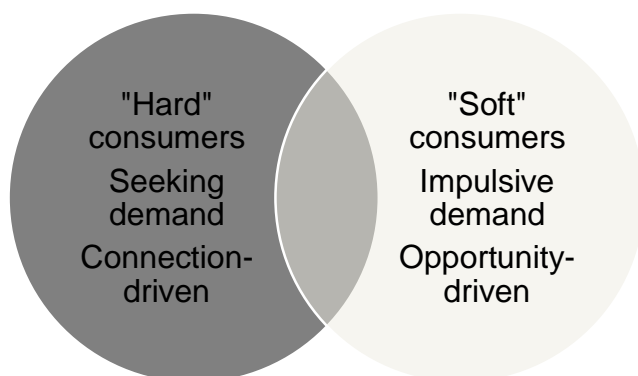 "Hard"
consumers
Seeking
demand
Connection-
driven
"Soft"
consumers
Impulsive
demand
Opportunity-
driven